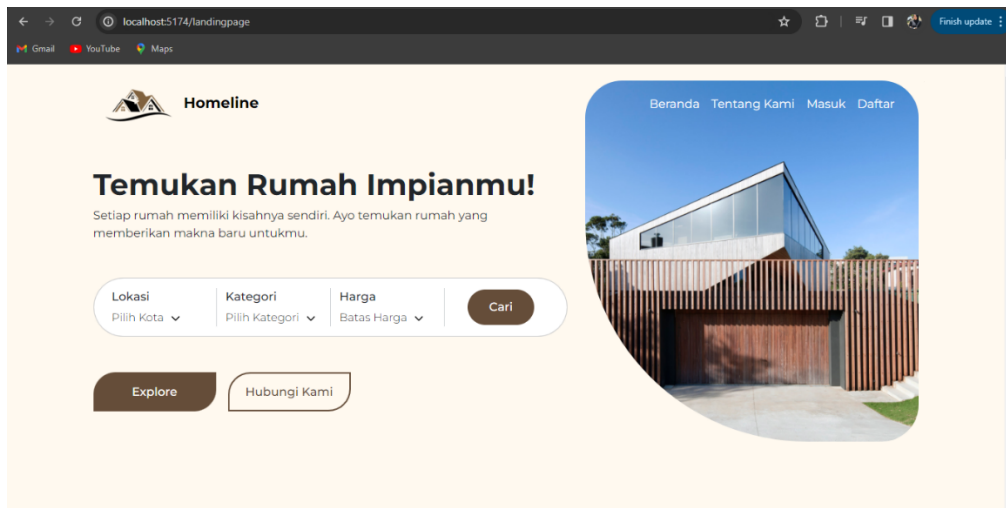 localhost:5174/landingpage
Finish update
Gmail YouTube Maps
Homeline
Beranda Tentang Kami Masuk Daftar
Temukan Rumah Impianmu!
Setiap rumah memiliki kisahnya sendiri. Ayo temukan rumah yang
memberikan makna baru untukmu.
Lokasi Kategori Harga
Pilih Kota Pilih Kategori Batas Harga
Cari
Explore Hubungi Kami